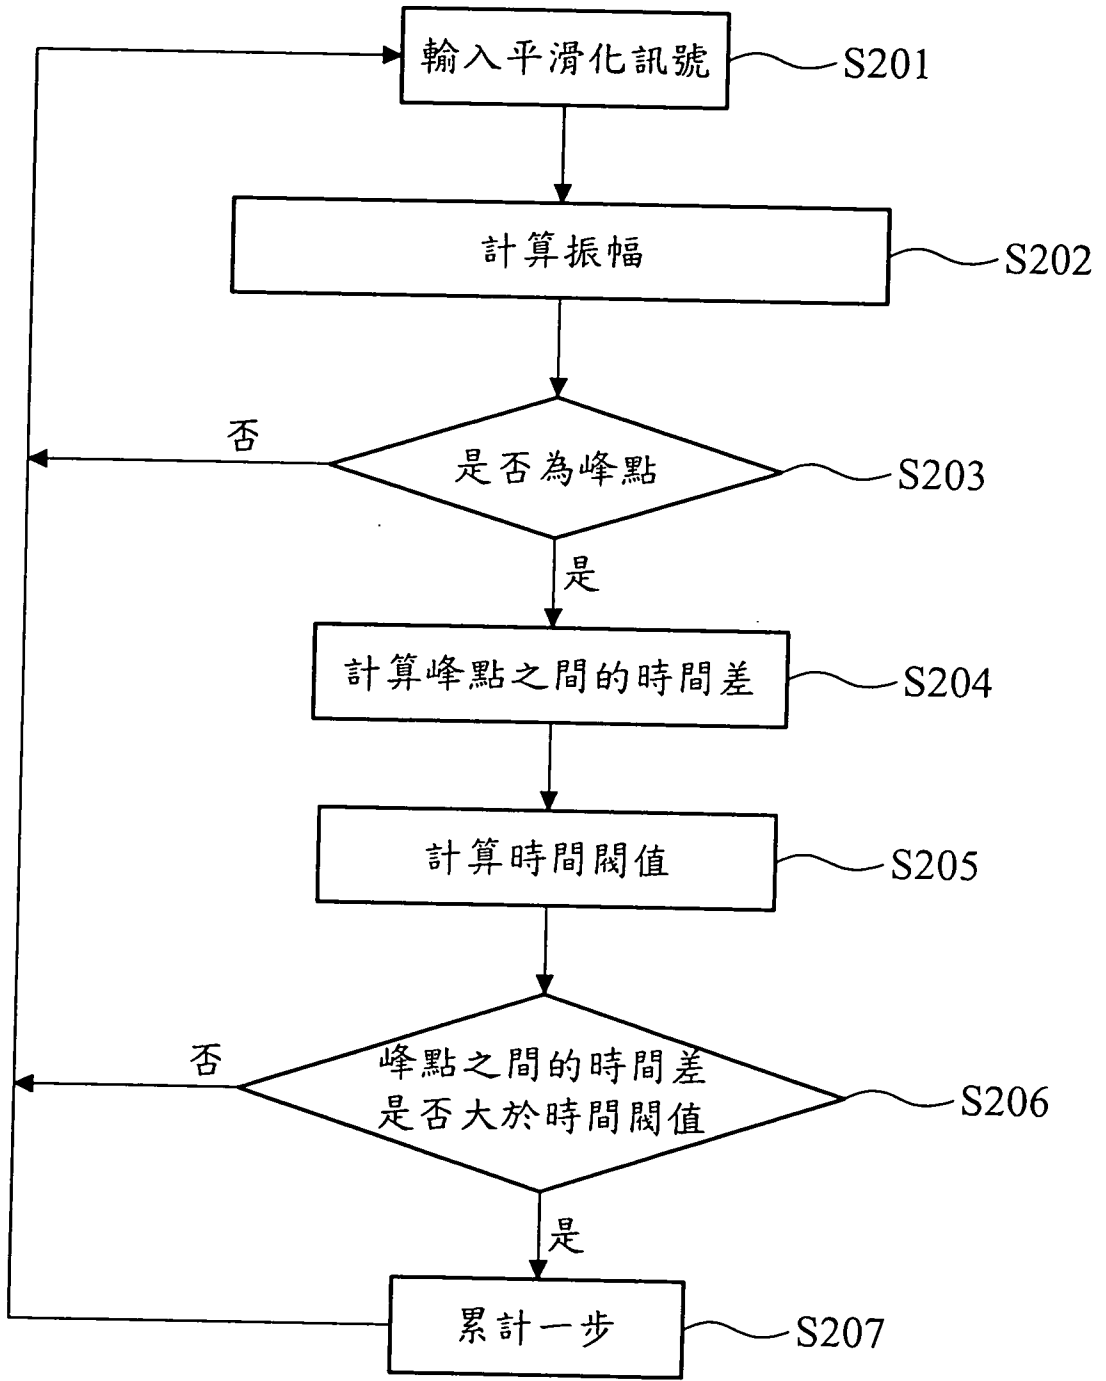 輸入平滑化訊號
S201
計算振幅
S202
否
是否為峰點
S203
是
計算峰點之間的時間差
S204
計算時間閥值
S205
否
峰點之間的時間差
是否大於時間閥值
S206
是
累計一步
S207